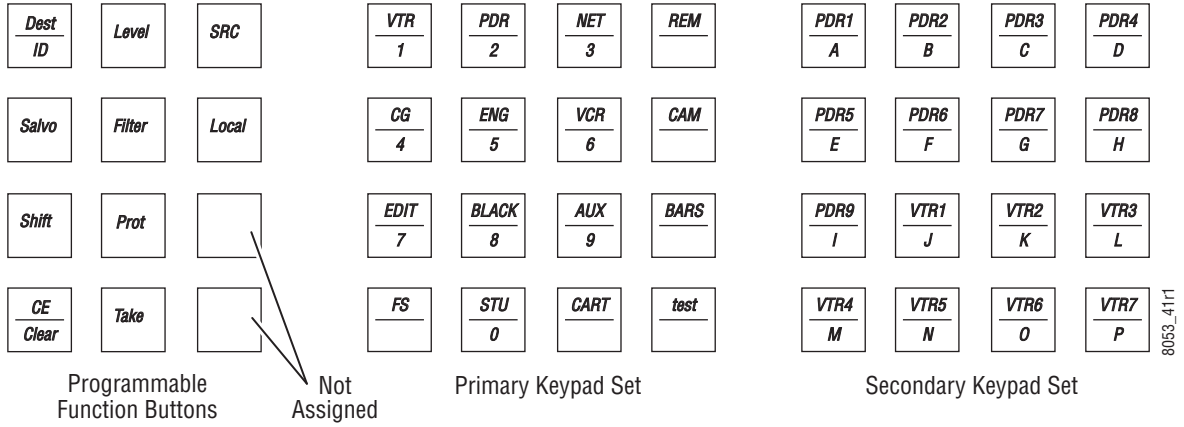 Dest
ID
Level
SRC
VTR
1
PDR
2
NET
3
REM
PDR1
A
PDR2
B
PDR3
C
PDR4
D
Salvo
Filter
Local
CG
4
ENG
5
VCR
6
CAM
PDR5
E
PDR6
F
PDR7
G
PDR8
H
Shift
Prot
EDIT
7
BLACK
8
AUX
9
BARS
PDR9
I
VTR1
J
VTR2
K
VTR3
L
CE
Clear
Take
FS
STU
0
CART
test
VTR4
M
VTR5
N
VTR6
O
VTR7
P
8053_41r1
Programmable
Function Buttons
Not
Assigned
Primary Keypad Set
Secondary Keypad Set